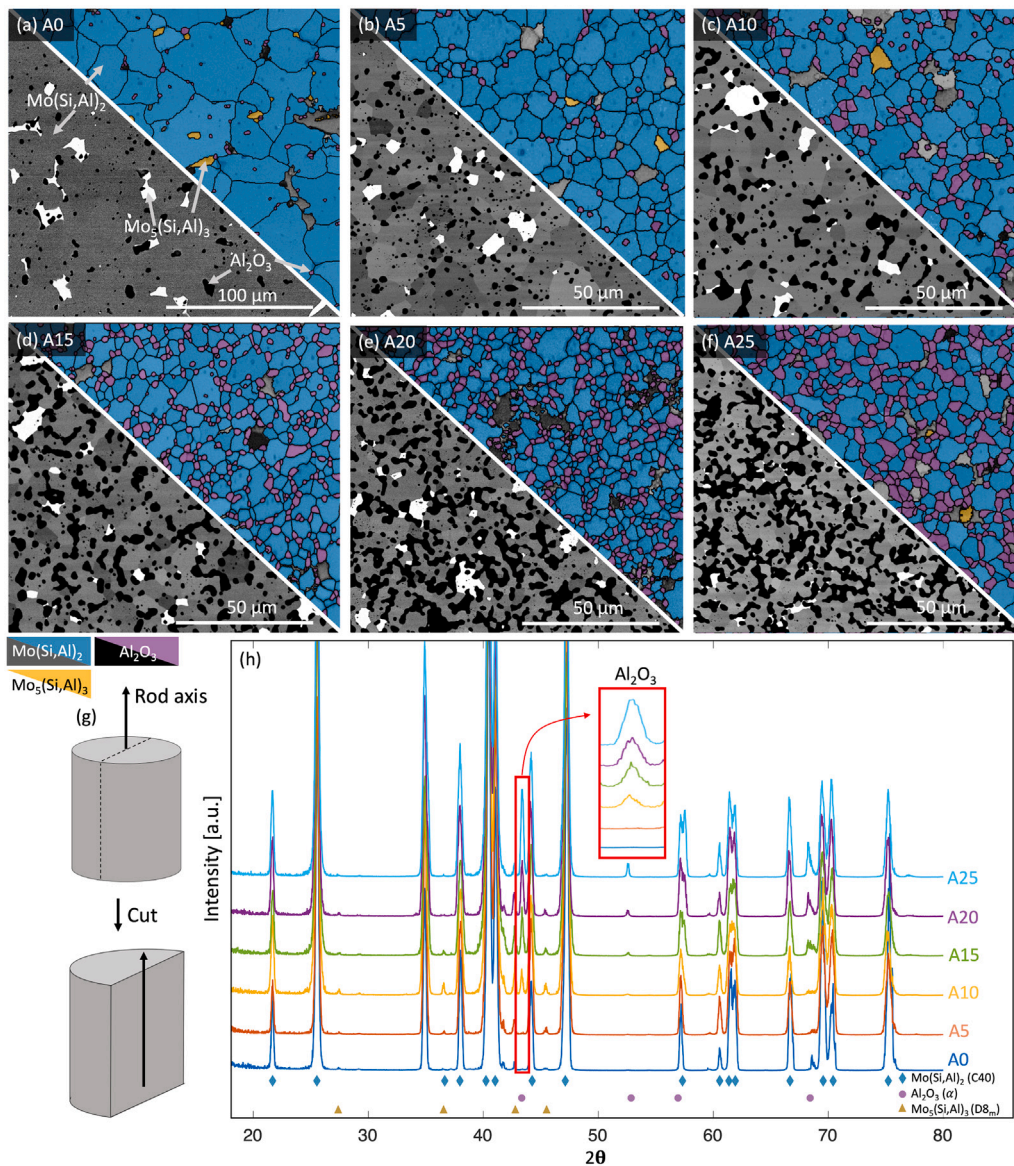 (a) A0
Mo(Si,Al)₂
Mo₅(Si,Al)₃
Al₂O₃
100 μm
(b) A5
50 μm
(c) A10
50 μm
(d) A15
50 μm
(e) A20
50 μm
(f) A25
50 μm
Mo(Si,Al)₂
Al₂O₃
Mo₅(Si,Al)₃
(g)
Rod axis
Cut
(h)
Al₂O₃
Intensity [a.u.]
A25
A20
A15
A10
A5
A0
Mo(Si,Al)₂ (C40)
Al₂O₃ (α)
Mo₅(Si,Al)₃ (D8ₘ)
20 30 40 50 60 70 80
2θ